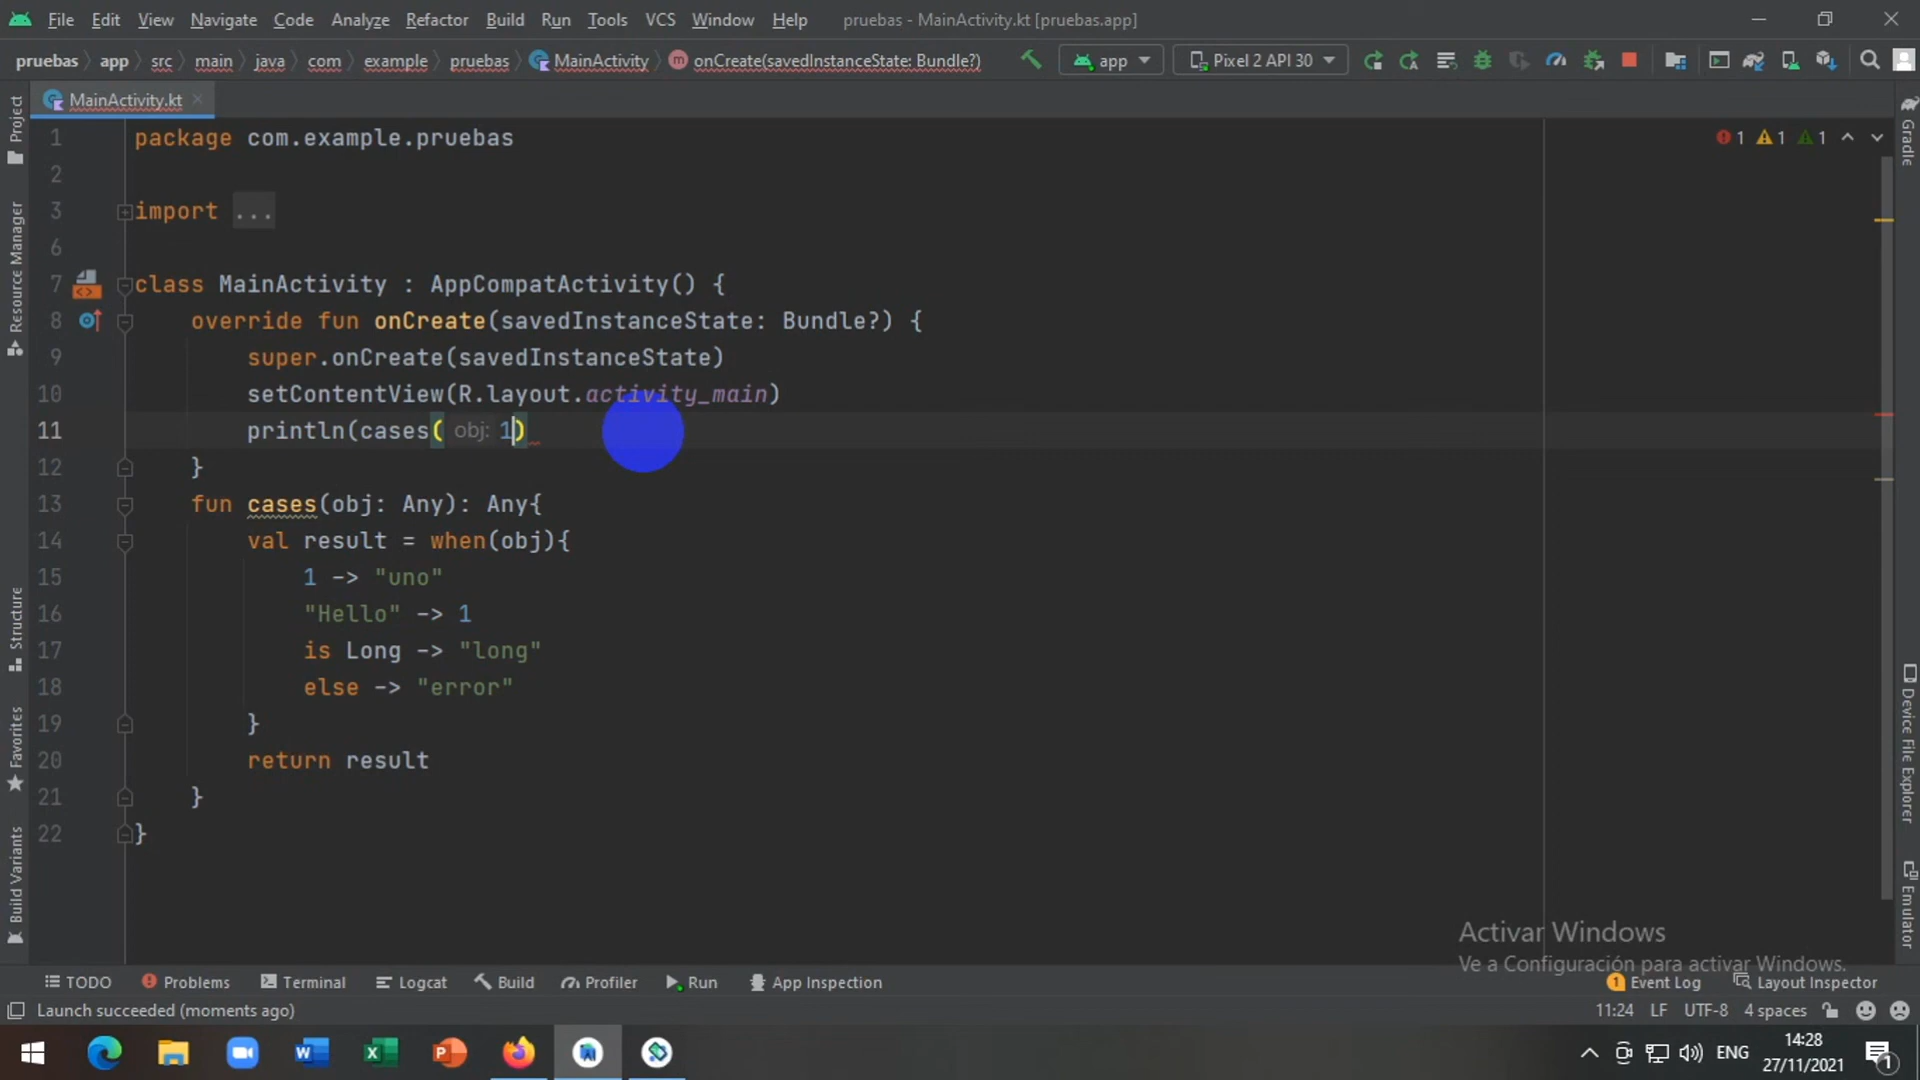 File Edit View Navigate Code Analyze Refactor Build Run Tools VCS Window Help pruebas - MainActivity.kt [pruebas.app]
pruebas app src main java com example pruebas MainActivity onCreate(savedInstanceState: Bundle?) app Pixel 2 API 30
MainActivity.kt
1 package com.example.pruebas
2
3 import ...
6
7 class MainActivity : AppCompatActivity() {
8 override fun onCreate(savedInstanceState: Bundle?) {
9 super.onCreate(savedInstanceState)
10 setContentView(R.layout.activity_main)
11 println(cases( obj: 1)
12 }
13 fun cases(obj: Any): Any{
14 val result = when(obj){
15 1 -> "uno"
16 "Hello" -> 1
17 is Long -> "long"
18 else -> "error"
19 }
20 return result
21 }
22 }
1 1 1
Project
Resource Manager
Structure
Favorites
Build Variants
Gradle
Device File Explorer
Emulator
Activar Windows
Ve a Configuración para activar Windows.
TODO Problems Terminal Logcat Build Profiler Run App Inspection 1 Event Log Layout Inspector
Launch succeeded (moments ago) 11:24 LF UTF-8 4 spaces
ENG 14:28
27/11/2021 1